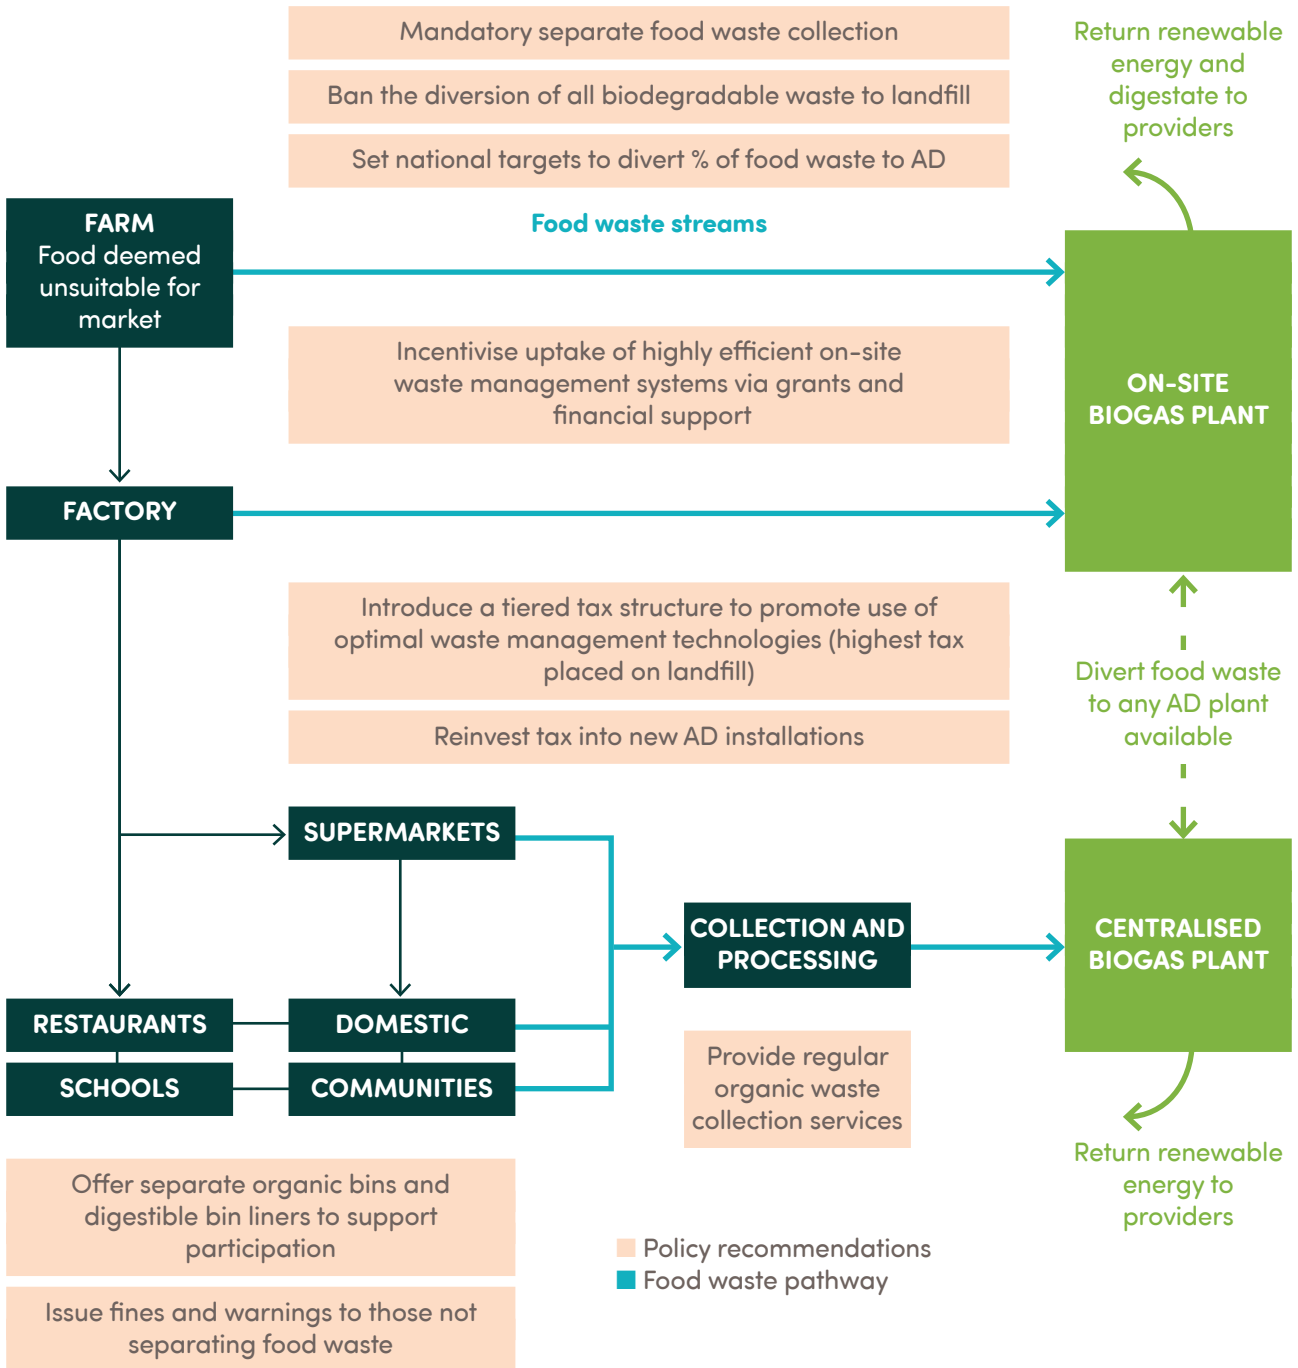 Mandatory separate food waste collection
Ban the diversion of all biodegradable waste to landfill
Set national targets to divert % of food waste to AD
Return renewable
energy and
digestate to
providers
FARM
Food deemed
unsuitable for
market
Food waste streams
Incentivise uptake of highly efficient on-site
waste management systems via grants and
financial support
ON-SITE
BIOGAS PLANT
FACTORY
Introduce a tiered tax structure to promote use of
optimal waste management technologies (highest tax
placed on landfill)
Reinvest tax into new AD installations
Divert food waste
to any AD plant
available
SUPERMARKETS
COLLECTION AND
PROCESSING
CENTRALISED
BIOGAS PLANT
RESTAURANTS
DOMESTIC
SCHOOLS
COMMUNITIES
Provide regular
organic waste
collection services
Return renewable
energy to
providers
Offer separate organic bins and
digestible bin liners to support
participation
Issue fines and warnings to those not
separating food waste
Policy recommendations
Food waste pathway